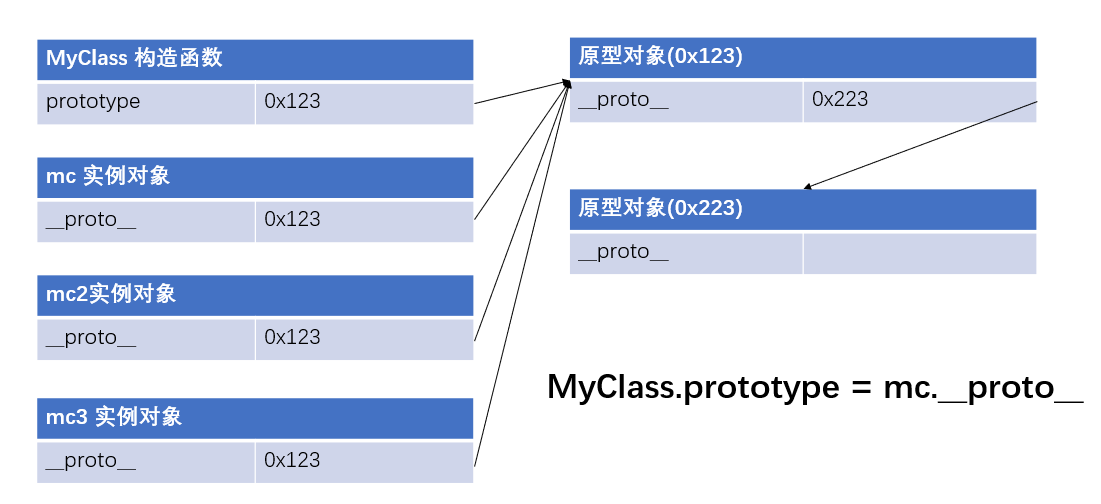 MyClass 构造函数
prototype 0x123
mc 实例对象
__proto__ 0x123
mc2实例对象
__proto__ 0x123
mc3 实例对象
__proto__ 0x123
原型对象(0x123)
__proto__ 0x223
原型对象(0x223)
__proto__
MyClass.prototype = mc.__proto__